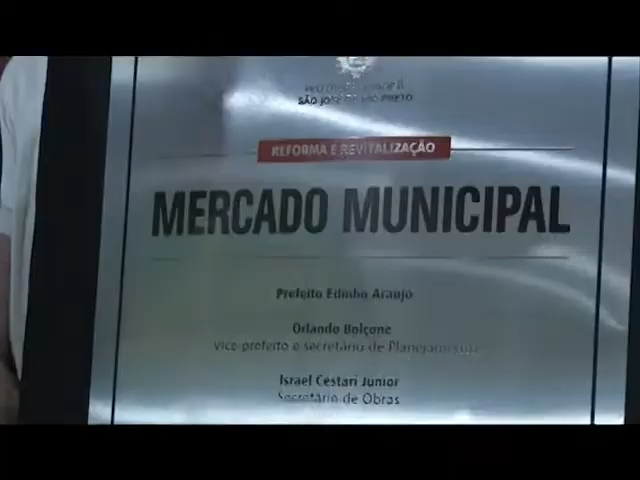 SÃO JOSÉ DO RIO PRETO
REFORMA E REVITALIZAÇÃO
MERCADO MUNICIPAL
Prefeito Edinho Araujo
Orlando Bolçone
Vice-prefeito e secretário de Planejamento
Israel Cestari Junior
Secretário de Obras